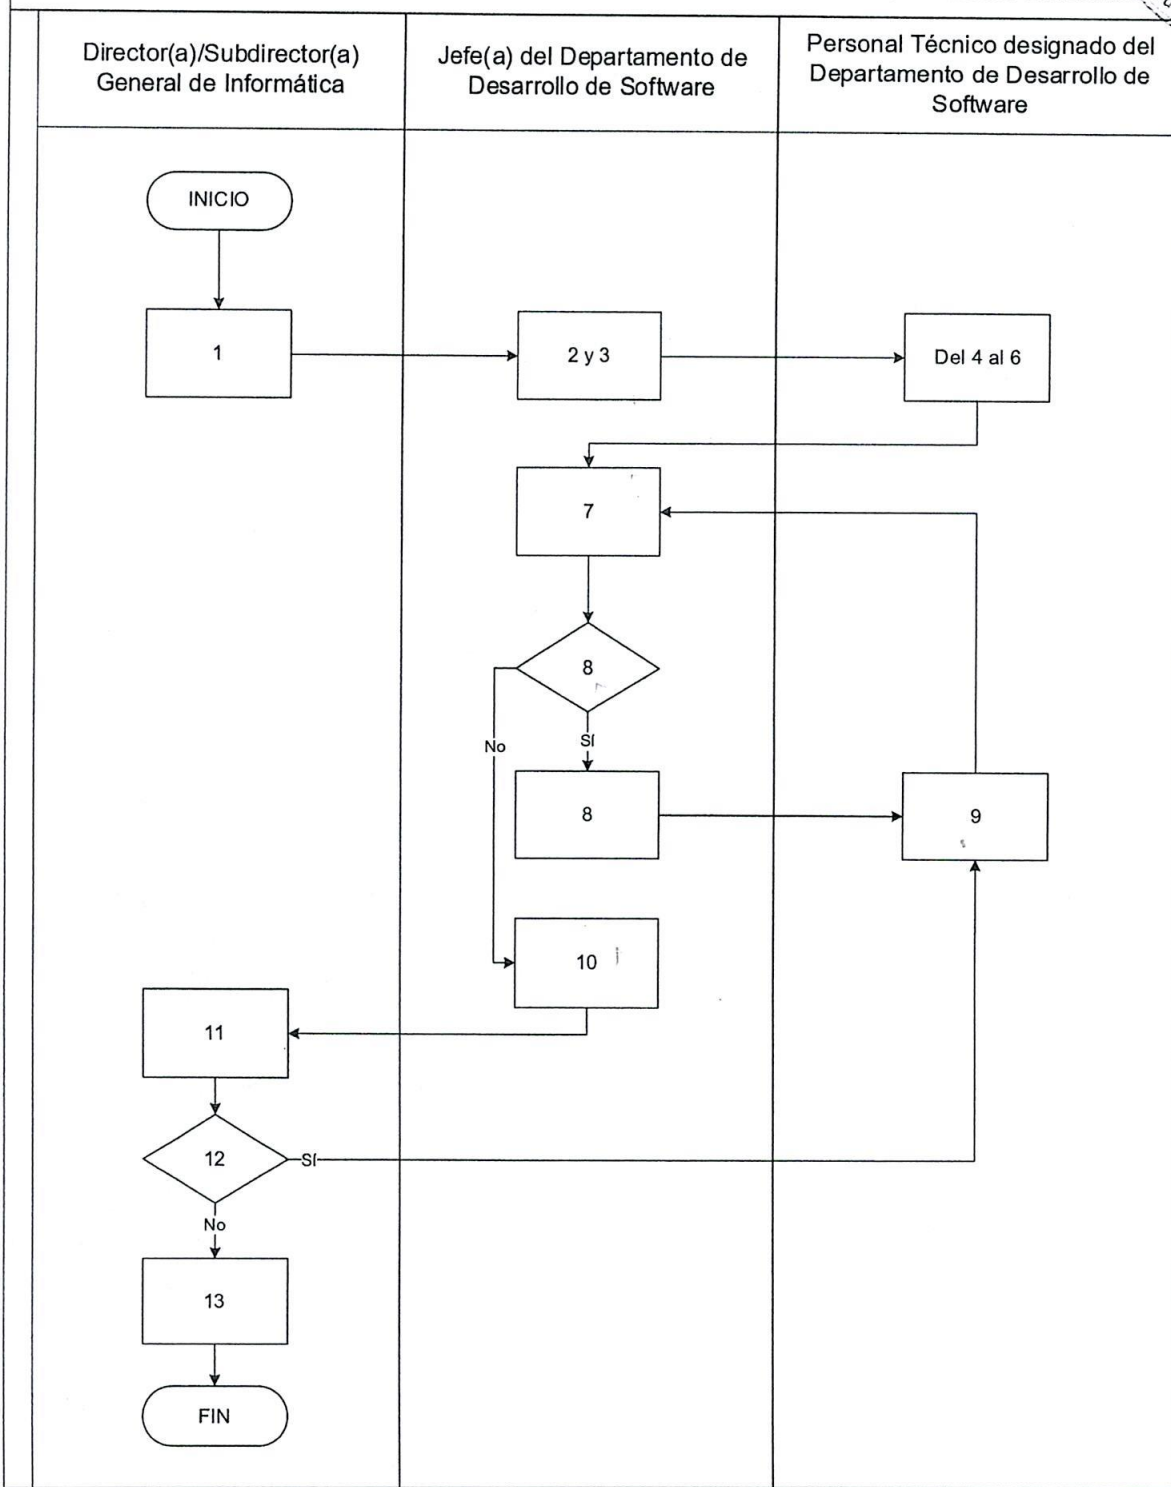 Director(a)/Subdirector(a)
General de Informática
Jefe(a) del Departamento de
Desarrollo de Software
Personal Técnico designado del
Departamento de Desarrollo de
Software
INICIO
1
2 y 3
Del 4 al 6
7
8
No
Sí
8
9
10
11
12
Sí
No
13
FIN